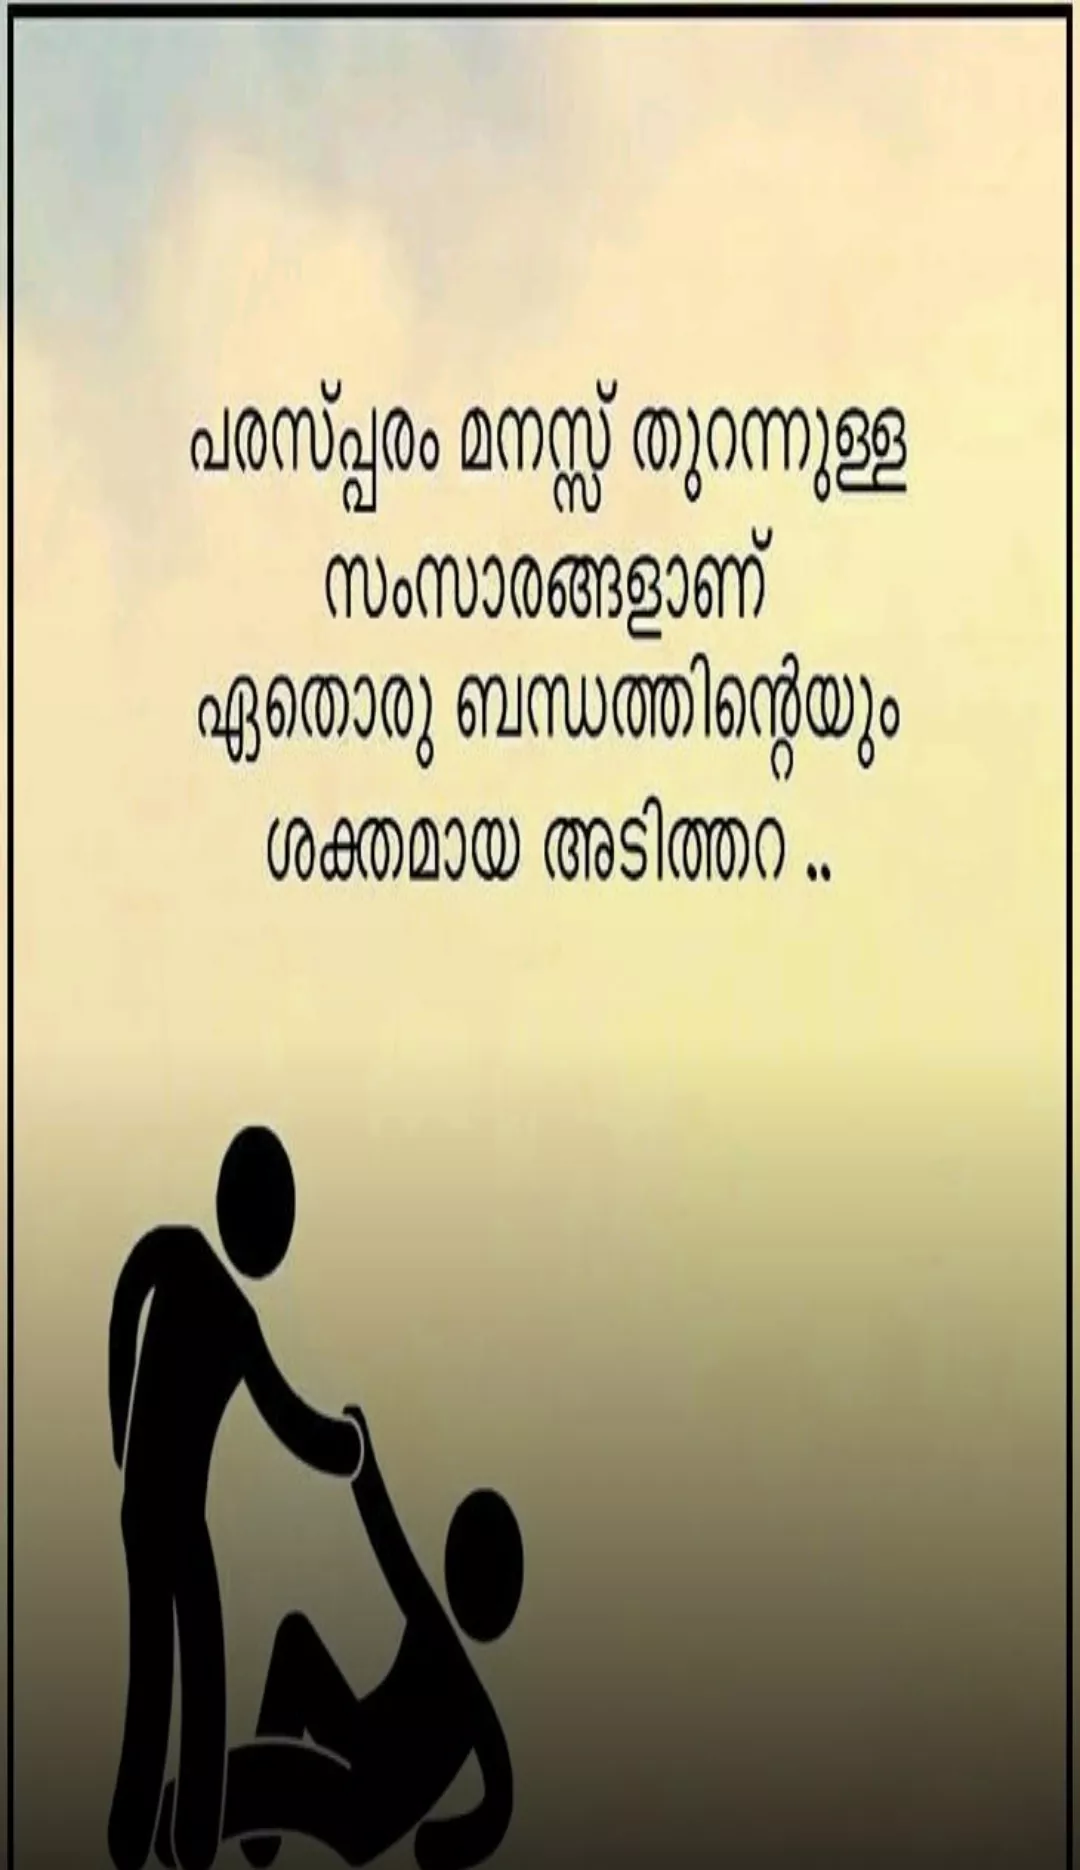 പരസ്പ്പരം മനസ്സ് തുറന്നുള്ള
സംസാരങ്ങളാണ്
ഏതൊരു ബന്ധത്തിന്റെയും
ശക്തമായ അടിത്തറ ..